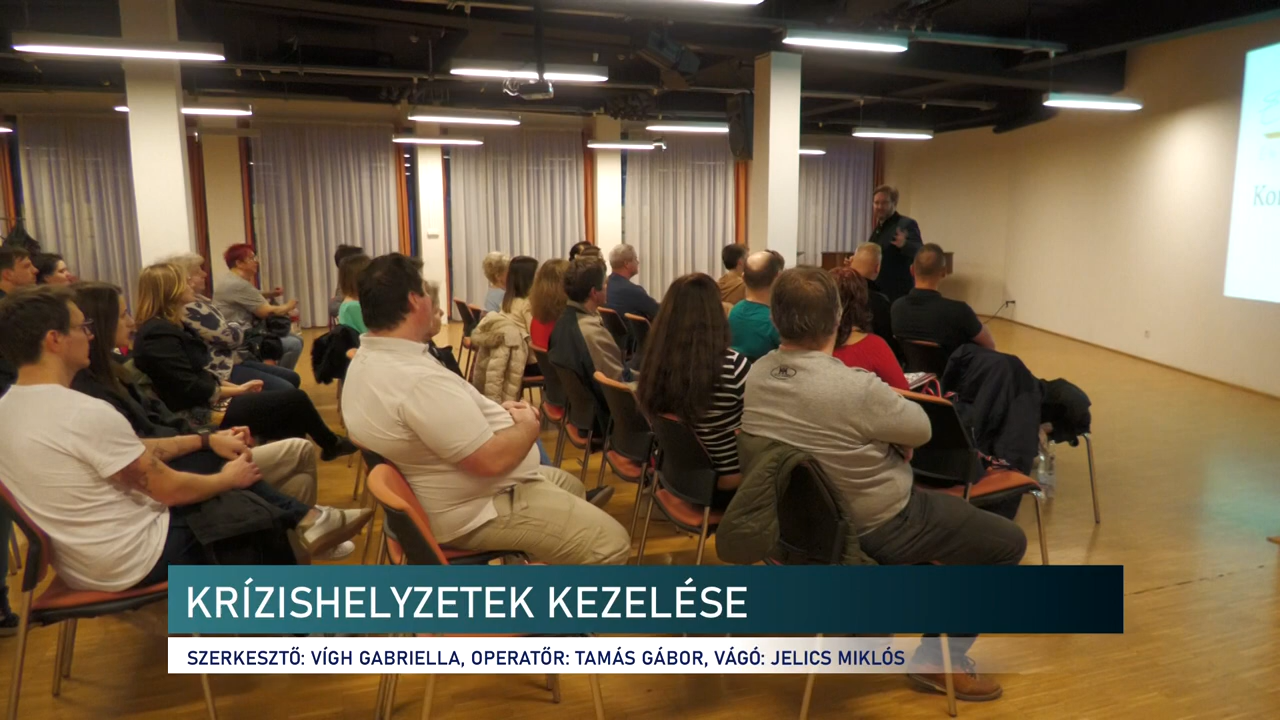 KRÍZISHELYZETEK KEZELÉSE
SZERKESZTŐ: VÍGH GABRIELLA, OPERATŐR: TAMÁS GÁBOR, VÁGÓ: JELICS MIKLÓS